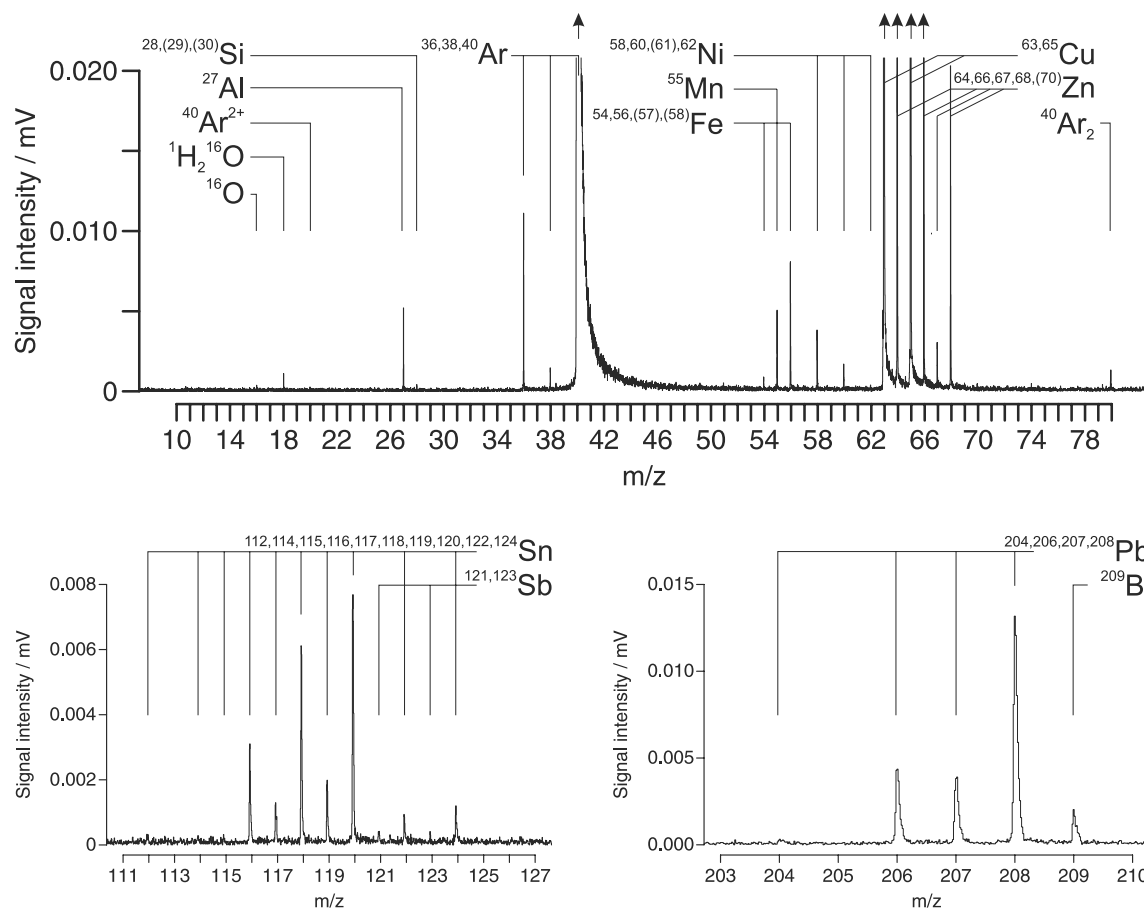 28,(29),(30)Si
36,38,40Ar
58,60,(61),62Ni
63,65Cu
27Al
55Mn
64,66,67,68,(70)Zn
40Ar2+
54,56,(57),(58)Fe
40Ar2
1H216O
16O
Signal intensity / mV
0.020
0.010
0
10 14 18 22 26 30 34 38 42 46 50 54 58 62 66 70 74 78
m/z
112,114,115,116,117,118,119,120,122,124Sn
121,123Sb
Signal intensity / mV
0.008
0.006
0.004
0.002
0
111 113 115 117 119 121 123 125 127
m/z
204,206,207,208Pb
209B
Signal intensity / mV
0.015
0.010
0.005
0.000
203 204 205 206 207 208 209 210
m/z